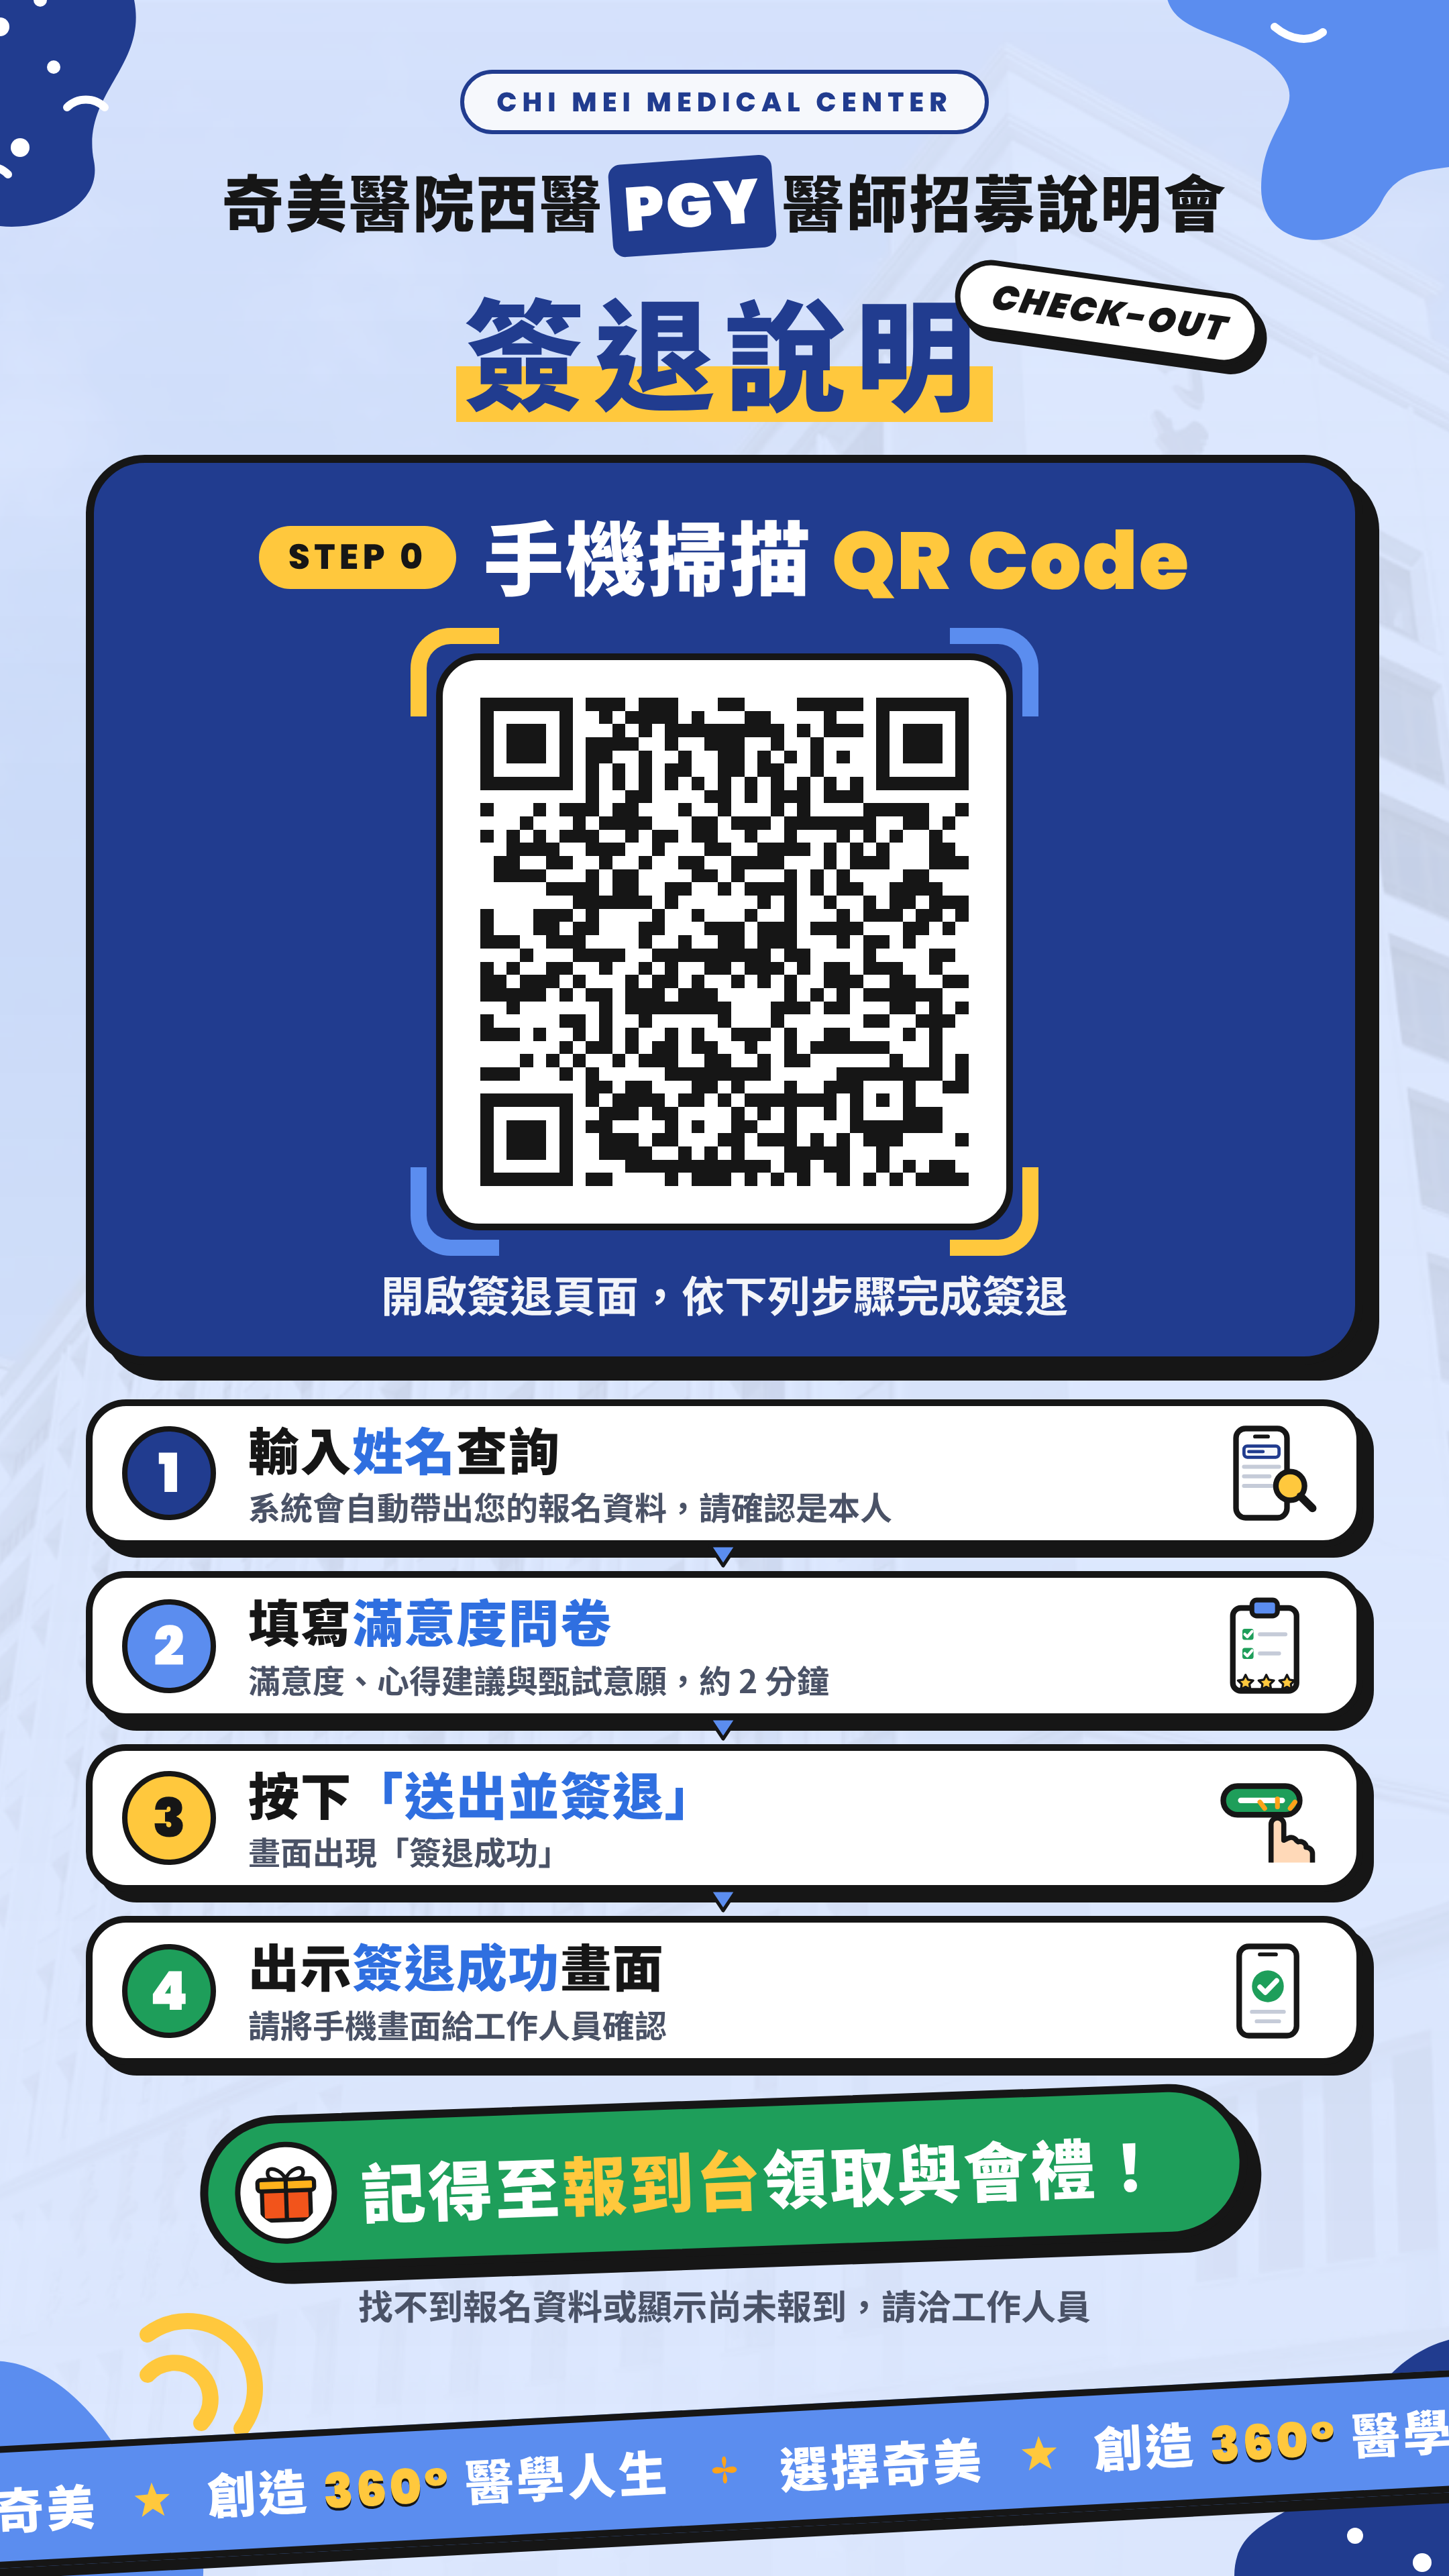 CHI MEI MEDICAL CENTER
奇美醫院西醫 PGY 醫師招募說明會
簽退說明
CHECK-OUT
STEP 0 手機掃描 QR Code
開啟簽退頁面，依下列步驟完成簽退
1 輸入姓名查詢
系統會自動帶出您的報名資料，請確認是本人
2 填寫滿意度問卷
滿意度、心得建議與甄試意願，約 2 分鐘
3 按下「送出並簽退」
畫面出現「簽退成功」
4 出示簽退成功畫面
請將手機畫面給工作人員確認
記得至報到台領取與會禮！
找不到報名資料或顯示尚未報到，請洽工作人員
奇美 ★ 創造 360° 醫學人生 ✢ 選擇奇美 ★ 創造 360° 醫學